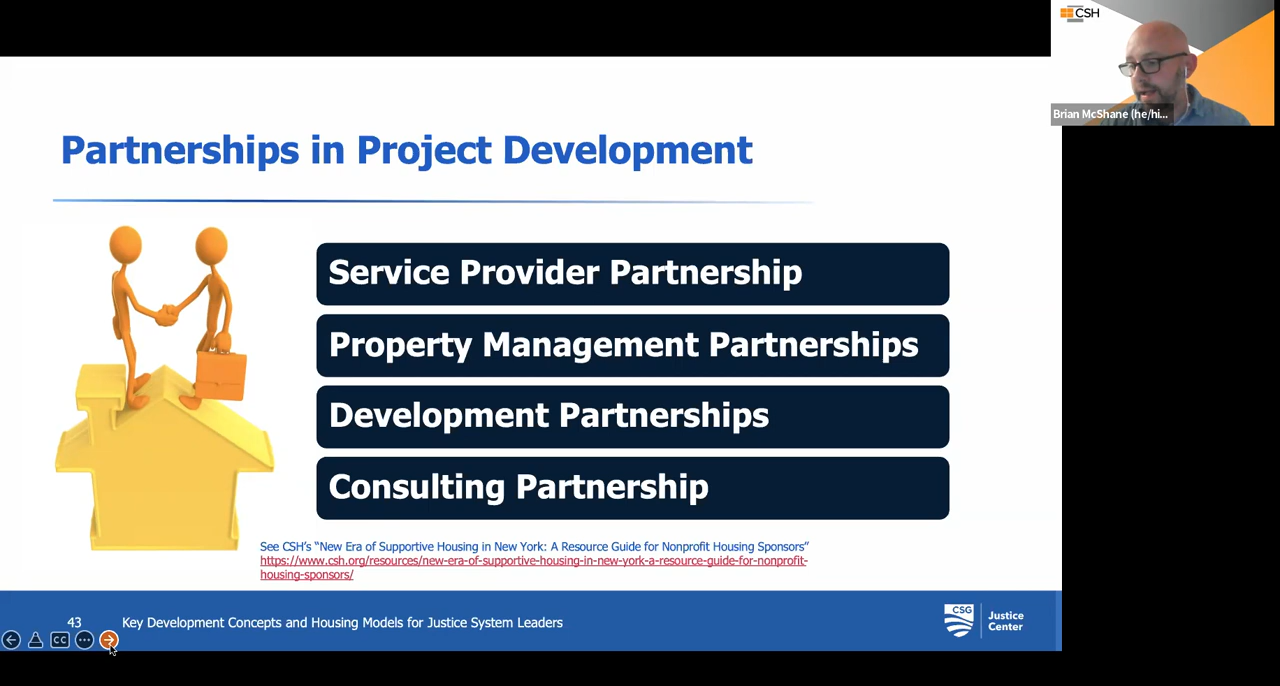 CSH
Brian McShane (he/hi...
Partnerships in Project Development
Service Provider Partnership
Property Management Partnerships
Development Partnerships
Consulting Partnership
See CSH's “New Era of Supportive Housing in New York: A Resource Guide for Nonprofit Housing Sponsors”
https://www.csh.org/resources/new-era-of-supportive-housing-in-new-york-a-resource-guide-for-nonprofit-
housing-sponsors/
43
Key Development Concepts and Housing Models for Justice System Leaders
CSG
Justice
Center
CC